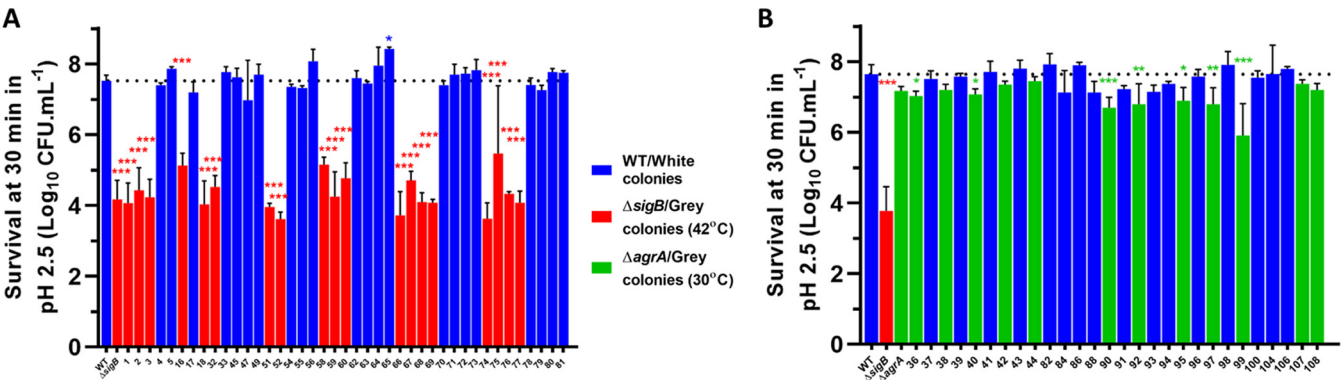 A
Survival at 30 min in
pH 2.5 (Log10 CFU.mL-1)
8
6
4
2
0
WT ΔsigB 1 2 3 4 5 16 17 18 32 33 45 47 49 51 52 54 55 56 58 59 60 62 63 64 65 66 67 68 69 70 71 72 73 74 75 76 77 78 79 80 81
WT/White
colonies
ΔsigB/Grey
colonies (42°C)
ΔagrA/Grey
colonies (30°C)
B
Survival at 30 min in
pH 2.5 (Log10 CFU.mL-1)
8
6
4
2
0
WT ΔsigB ΔagrA 36 37 38 39 40 41 42 43 44 82 84 86 88 90 91 92 93 94 95 96 97 98 99 100 104 106 107 108